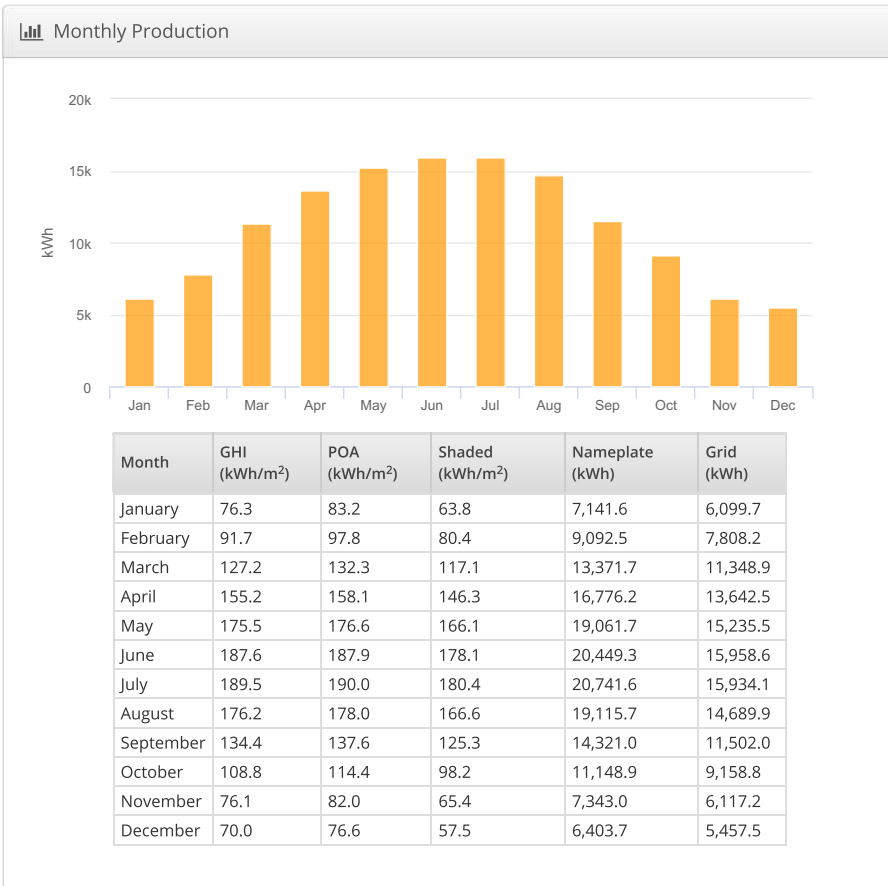 Monthly Production
20k
15k
10k
5k
0
kWh
Jan Feb Mar Apr May Jun Jul Aug Sep Oct Nov Dec
Month GHI (kWh/m²) POA (kWh/m²) Shaded (kWh/m²) Nameplate (kWh) Grid (kWh)
January 76.3 83.2 63.8 7,141.6 6,099.7
February 91.7 97.8 80.4 9,092.5 7,808.2
March 127.2 132.3 117.1 13,371.7 11,348.9
April 155.2 158.1 146.3 16,776.2 13,642.5
May 175.5 176.6 166.1 19,061.7 15,235.5
June 187.6 187.9 178.1 20,449.3 15,958.6
July 189.5 190.0 180.4 20,741.6 15,934.1
August 176.2 178.0 166.6 19,115.7 14,689.9
September 134.4 137.6 125.3 14,321.0 11,502.0
October 108.8 114.4 98.2 11,148.9 9,158.8
November 76.1 82.0 65.4 7,343.0 6,117.2
December 70.0 76.6 57.5 6,403.7 5,457.5